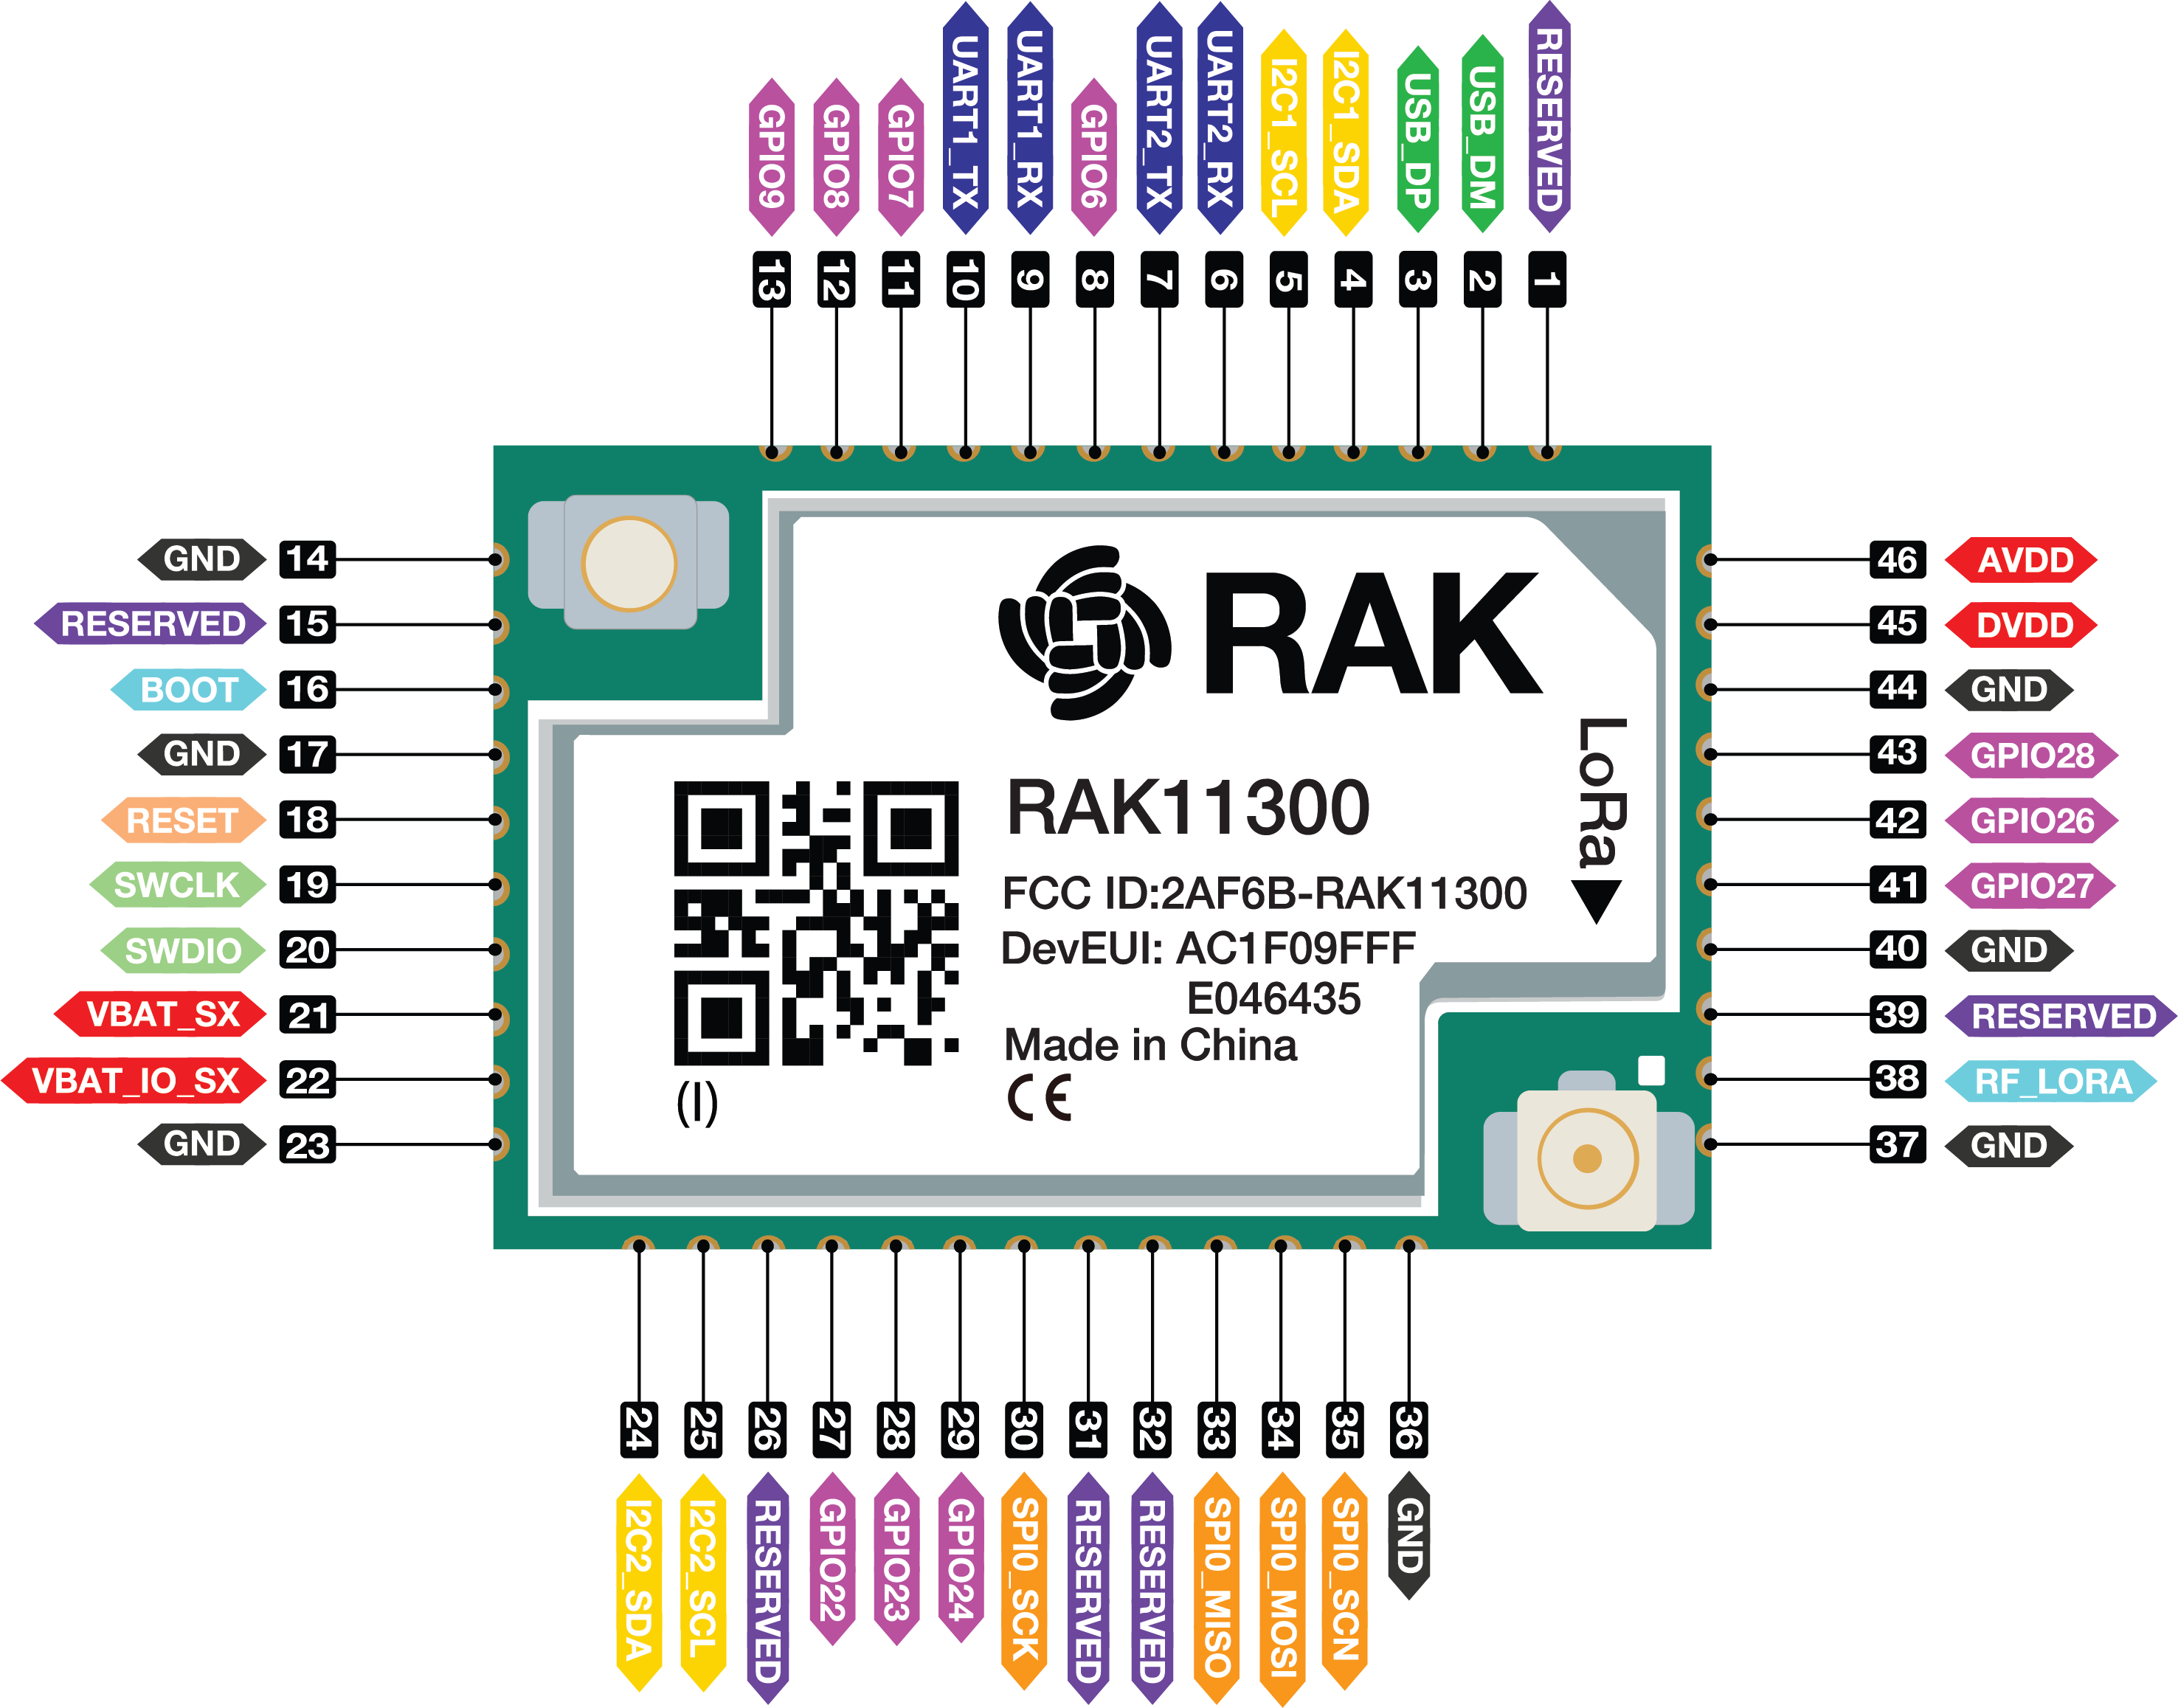 GPIO9
GPIO8
GPIO7
UART1_TX
UART1_RX
GPIO6
UART2_TX
UART2_RX
I2C1_SCL
I2C1_SDA
USB_DP
USB_DM
RESERVED
13
12
11
10
9
8
7
6
5
4
3
2
1
GND 14
RESERVED 15
BOOT 16
GND 17
RESET 18
SWCLK 19
SWDIO 20
VBAT_SX 21
VBAT_IO_SX 22
GND 23
RAK
LoRa
RAK11300
FCC ID:2AF6B-RAK11300
DevEUI: AC1F09FFF
E046435
Made in China
(I)
CE
46 AVDD
45 DVDD
44 GND
43 GPIO28
42 GPIO26
41 GPIO27
40 GND
39 RESERVED
38 RF_LORA
37 GND
24
25
26
27
28
29
30
31
32
33
34
35
36
I2C2_SDA
I2C2_SCL
RESERVED
GPIO22
GPIO23
GPIO24
SPI0_SCK
RESERVED
RESERVED
SPI0_MISO
SPI0_MOSI
SPI0_SCN
GND